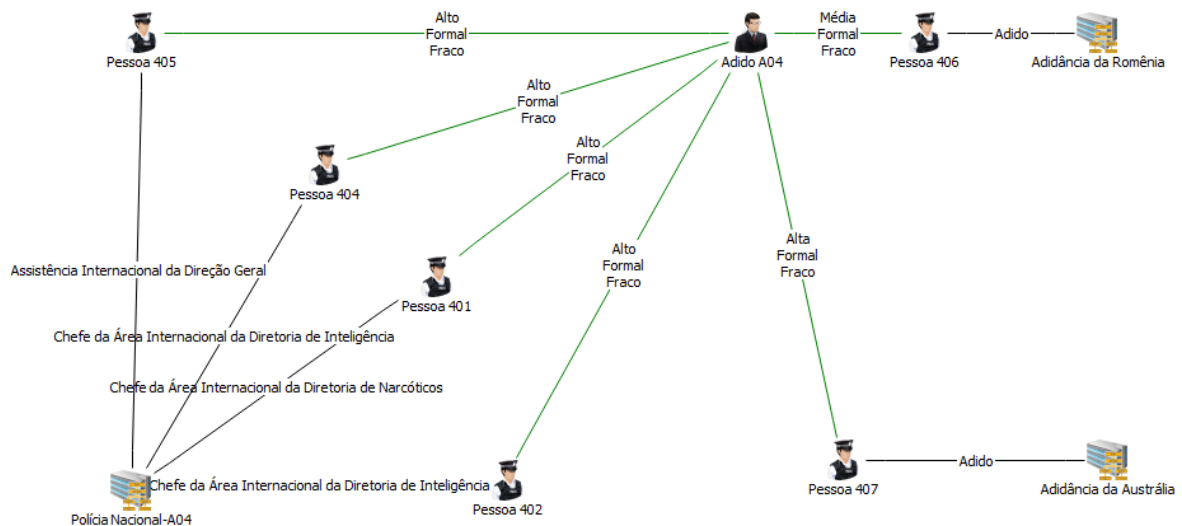 Alto
Formal
Fraco
Pessoa 405
Adido A04
Média
Formal
Fraco
Pessoa 406
Adido
Adidância da Romênia
Alto
Formal
Fraco
Pessoa 404
Alto
Formal
Fraco
Alto
Formal
Fraco
Alta
Formal
Fraco
Assistência Internacional da Direção Geral
Pessoa 401
Chefe da Área Internacional da Diretoria de Inteligência
Chefe da Área Internacional da Diretoria de Narcóticos
Polícia Nacional-A04
Chefe da Área Internacional da Diretoria de Inteligência
Pessoa 402
Pessoa 407
Adido
Adidância da Austrália